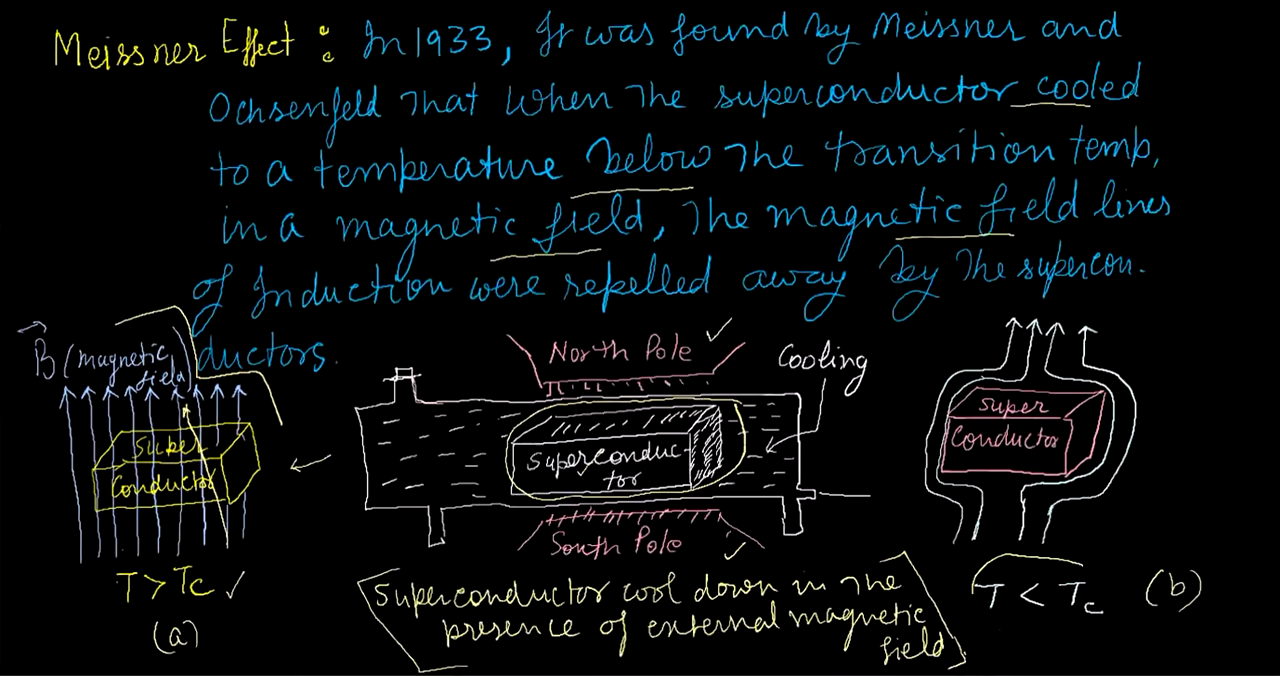 Meissner Effect : In 1933, It was found by Meissner and
Ochsenfeld that when the superconductor cooled
to a temperature below the transition temp,
in a magnetic field, The magnetic field lines
of Induction were repelled away by the supercon.
ductors.
B (magnetic
field)
Super
Conductor
T > Tc ✓
(a)
North Pole ✓
Cooling
Superconduc-
tor
South Pole ✓
Superconductor cool down in the
presence of external magnetic
field.
Super
Conductor
T < Tc (b)